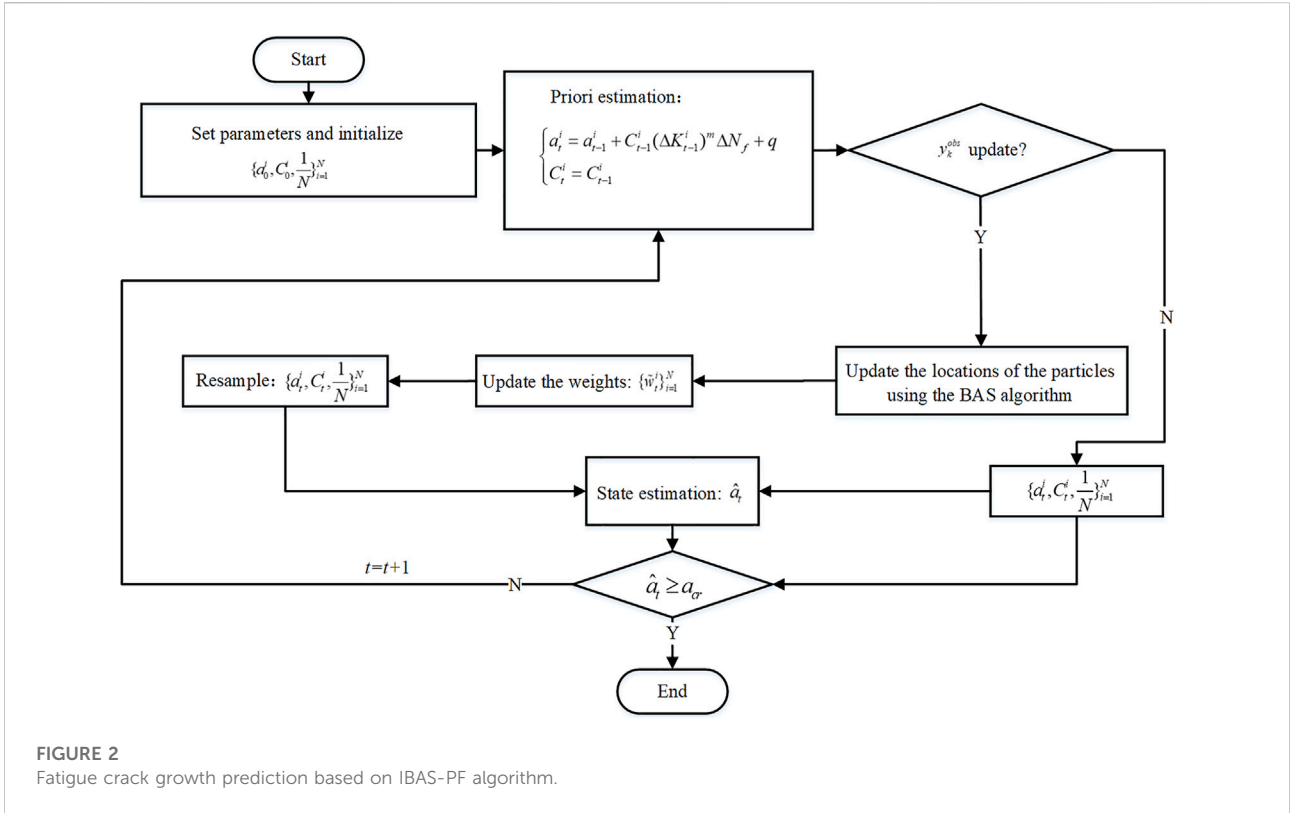 Start
Set parameters and initialize
{a_0^i, C_0^i, 1/N}_{i=1}^N
Priori estimation:
{ a_t^i = a_{t-1}^i + C_{t-1}^i (ΔK_{t-1}^i)^m ΔN_f + q
C_t^i = C_{t-1}^i
y_k^{obs} update?
Y
N
Update the locations of the particles
using the BAS algorithm
Update the weights: {w̃_t^i}_{i=1}^N
Resample: {a_t^i, C_t^i, 1/N}_{i=1}^N
State estimation: â_t
{a_t^i, C_t^i, 1/N}_{i=1}^N
t=t+1
N
â_t ≥ a_{cr}
Y
End
FIGURE 2
Fatigue crack growth prediction based on IBAS-PF algorithm.